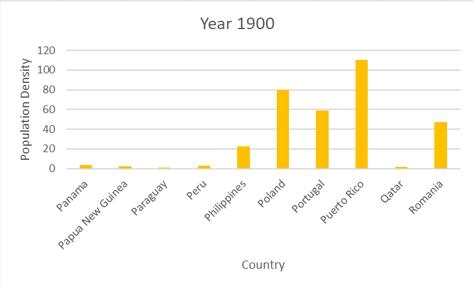 Year 1900
Population Density
120
100
80
60
40
20
0
Panama
Papua New Guinea
Paraguay
Peru
Philippines
Poland
Portugal
Puerto Rico
Qatar
Romania
Country